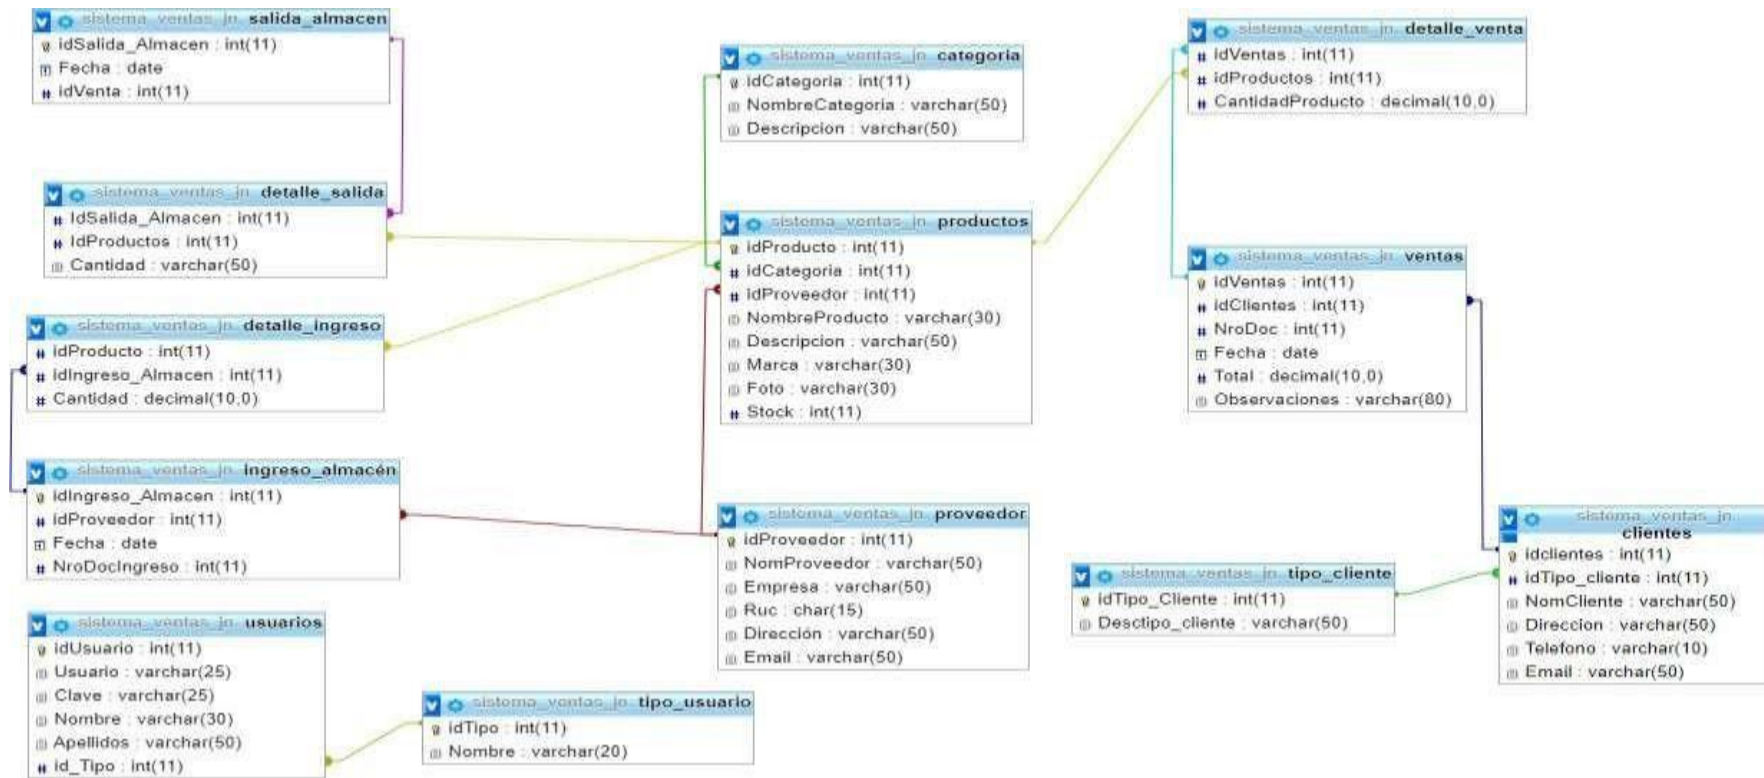 sistema_ventas_jn salida_almacen
idSalida_Almacen : int(11)
Fecha : date
idVenta : int(11)
sistema_ventas_jn detalle_salida
IdSalida_Almacen : int(11)
IdProductos : int(11)
Cantidad : varchar(50)
sistema_ventas_jn detalle_ingreso
idProducto : int(11)
idIngreso_Almacen : int(11)
Cantidad : decimal(10,0)
sistema_ventas_jn ingreso_almacén
idIngreso_Almacen : int(11)
idProveedor : int(11)
Fecha : date
NroDocIngreso : int(11)
sistema_ventas_jn usuarios
idUsuario : int(11)
Usuario : varchar(25)
Clave : varchar(25)
Nombre : varchar(30)
Apellidos : varchar(50)
id_Tipo : int(11)
sistema_ventas_jn tipo_usuario
idTipo : int(11)
Nombre : varchar(20)
sistema_ventas_jn categoria
idCategoria : int(11)
NombreCategoria : varchar(50)
Descripcion : varchar(50)
sistema_ventas_jn productos
idProducto : int(11)
idCategoria : int(11)
idProveedor : int(11)
NombreProducto : varchar(30)
Descripcion : varchar(50)
Marca : varchar(30)
Foto : varchar(30)
Stock : int(11)
sistema_ventas_jn proveedor
idProveedor : int(11)
NomProveedor : varchar(50)
Empresa : varchar(50)
Ruc : char(15)
Dirección : varchar(50)
Email : varchar(50)
sistema_ventas_jn detalle_venta
idVentas : int(11)
idProductos : int(11)
CantidadProducto : decimal(10,0)
sistema_ventas_jn ventas
idVentas : int(11)
idClientes : int(11)
NroDoc : int(11)
Fecha : date
Total : decimal(10,0)
Observaciones : varchar(80)
sistema_ventas_jn tipo_cliente
idTipo_Cliente : int(11)
Desctipo_cliente : varchar(50)
sistema_ventas_jn
clientes
idclientes : int(11)
idTipo_cliente : int(11)
NomCliente : varchar(50)
Direccion : varchar(50)
Telefono : varchar(10)
Email : varchar(50)